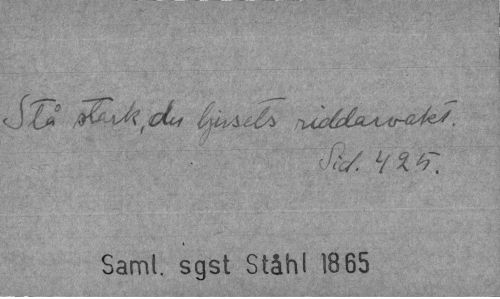 Stå stark, du ljusets riddarvakt.
Sid. 425.
Saml. sgst Ståhl 1865